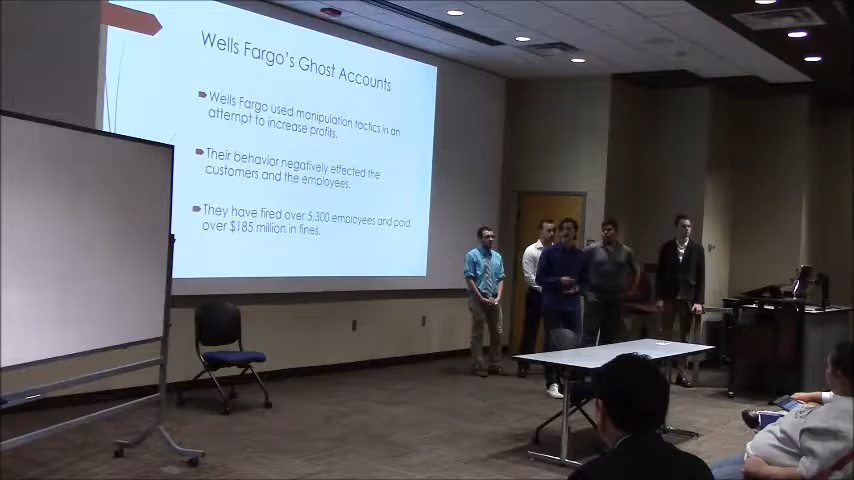 Wells Fargo's Ghost Accounts
Wells Fargo used manipulation tactics in an
attempt to increase profits.
Their behavior negatively effected the
customers and the employees.
They have fired over 5,300 employees and paid
over $185 million in fines.